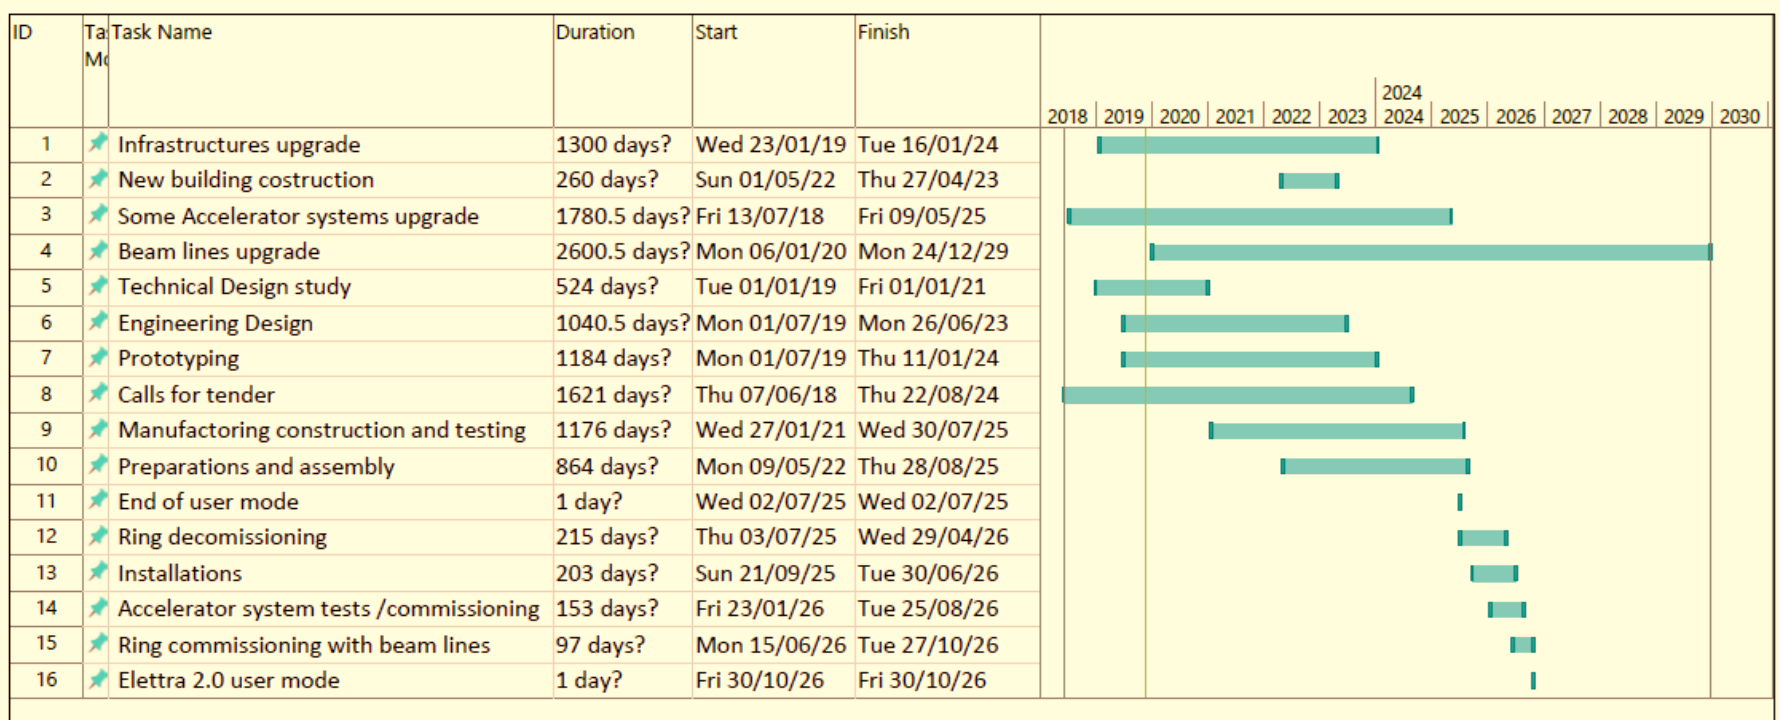 ID Ta: Task Name Duration Start Finish
Mo
2024
2018 2019 2020 2021 2022 2023 2024 2025 2026 2027 2028 2029 2030
1 Infrastructures upgrade 1300 days? Wed 23/01/19 Tue 16/01/24
2 New building costruction 260 days? Sun 01/05/22 Thu 27/04/23
3 Some Accelerator systems upgrade 1780.5 days? Fri 13/07/18 Fri 09/05/25
4 Beam lines upgrade 2600.5 days? Mon 06/01/20 Mon 24/12/29
5 Technical Design study 524 days? Tue 01/01/19 Fri 01/01/21
6 Engineering Design 1040.5 days? Mon 01/07/19 Mon 26/06/23
7 Prototyping 1184 days? Mon 01/07/19 Thu 11/01/24
8 Calls for tender 1621 days? Thu 07/06/18 Thu 22/08/24
9 Manufactoring construction and testing 1176 days? Wed 27/01/21 Wed 30/07/25
10 Preparations and assembly 864 days? Mon 09/05/22 Thu 28/08/25
11 End of user mode 1 day? Wed 02/07/25 Wed 02/07/25
12 Ring decomissioning 215 days? Thu 03/07/25 Wed 29/04/26
13 Installations 203 days? Sun 21/09/25 Tue 30/06/26
14 Accelerator system tests /commissioning 153 days? Fri 23/01/26 Tue 25/08/26
15 Ring commissioning with beam lines 97 days? Mon 15/06/26 Tue 27/10/26
16 Elettra 2.0 user mode 1 day? Fri 30/10/26 Fri 30/10/26